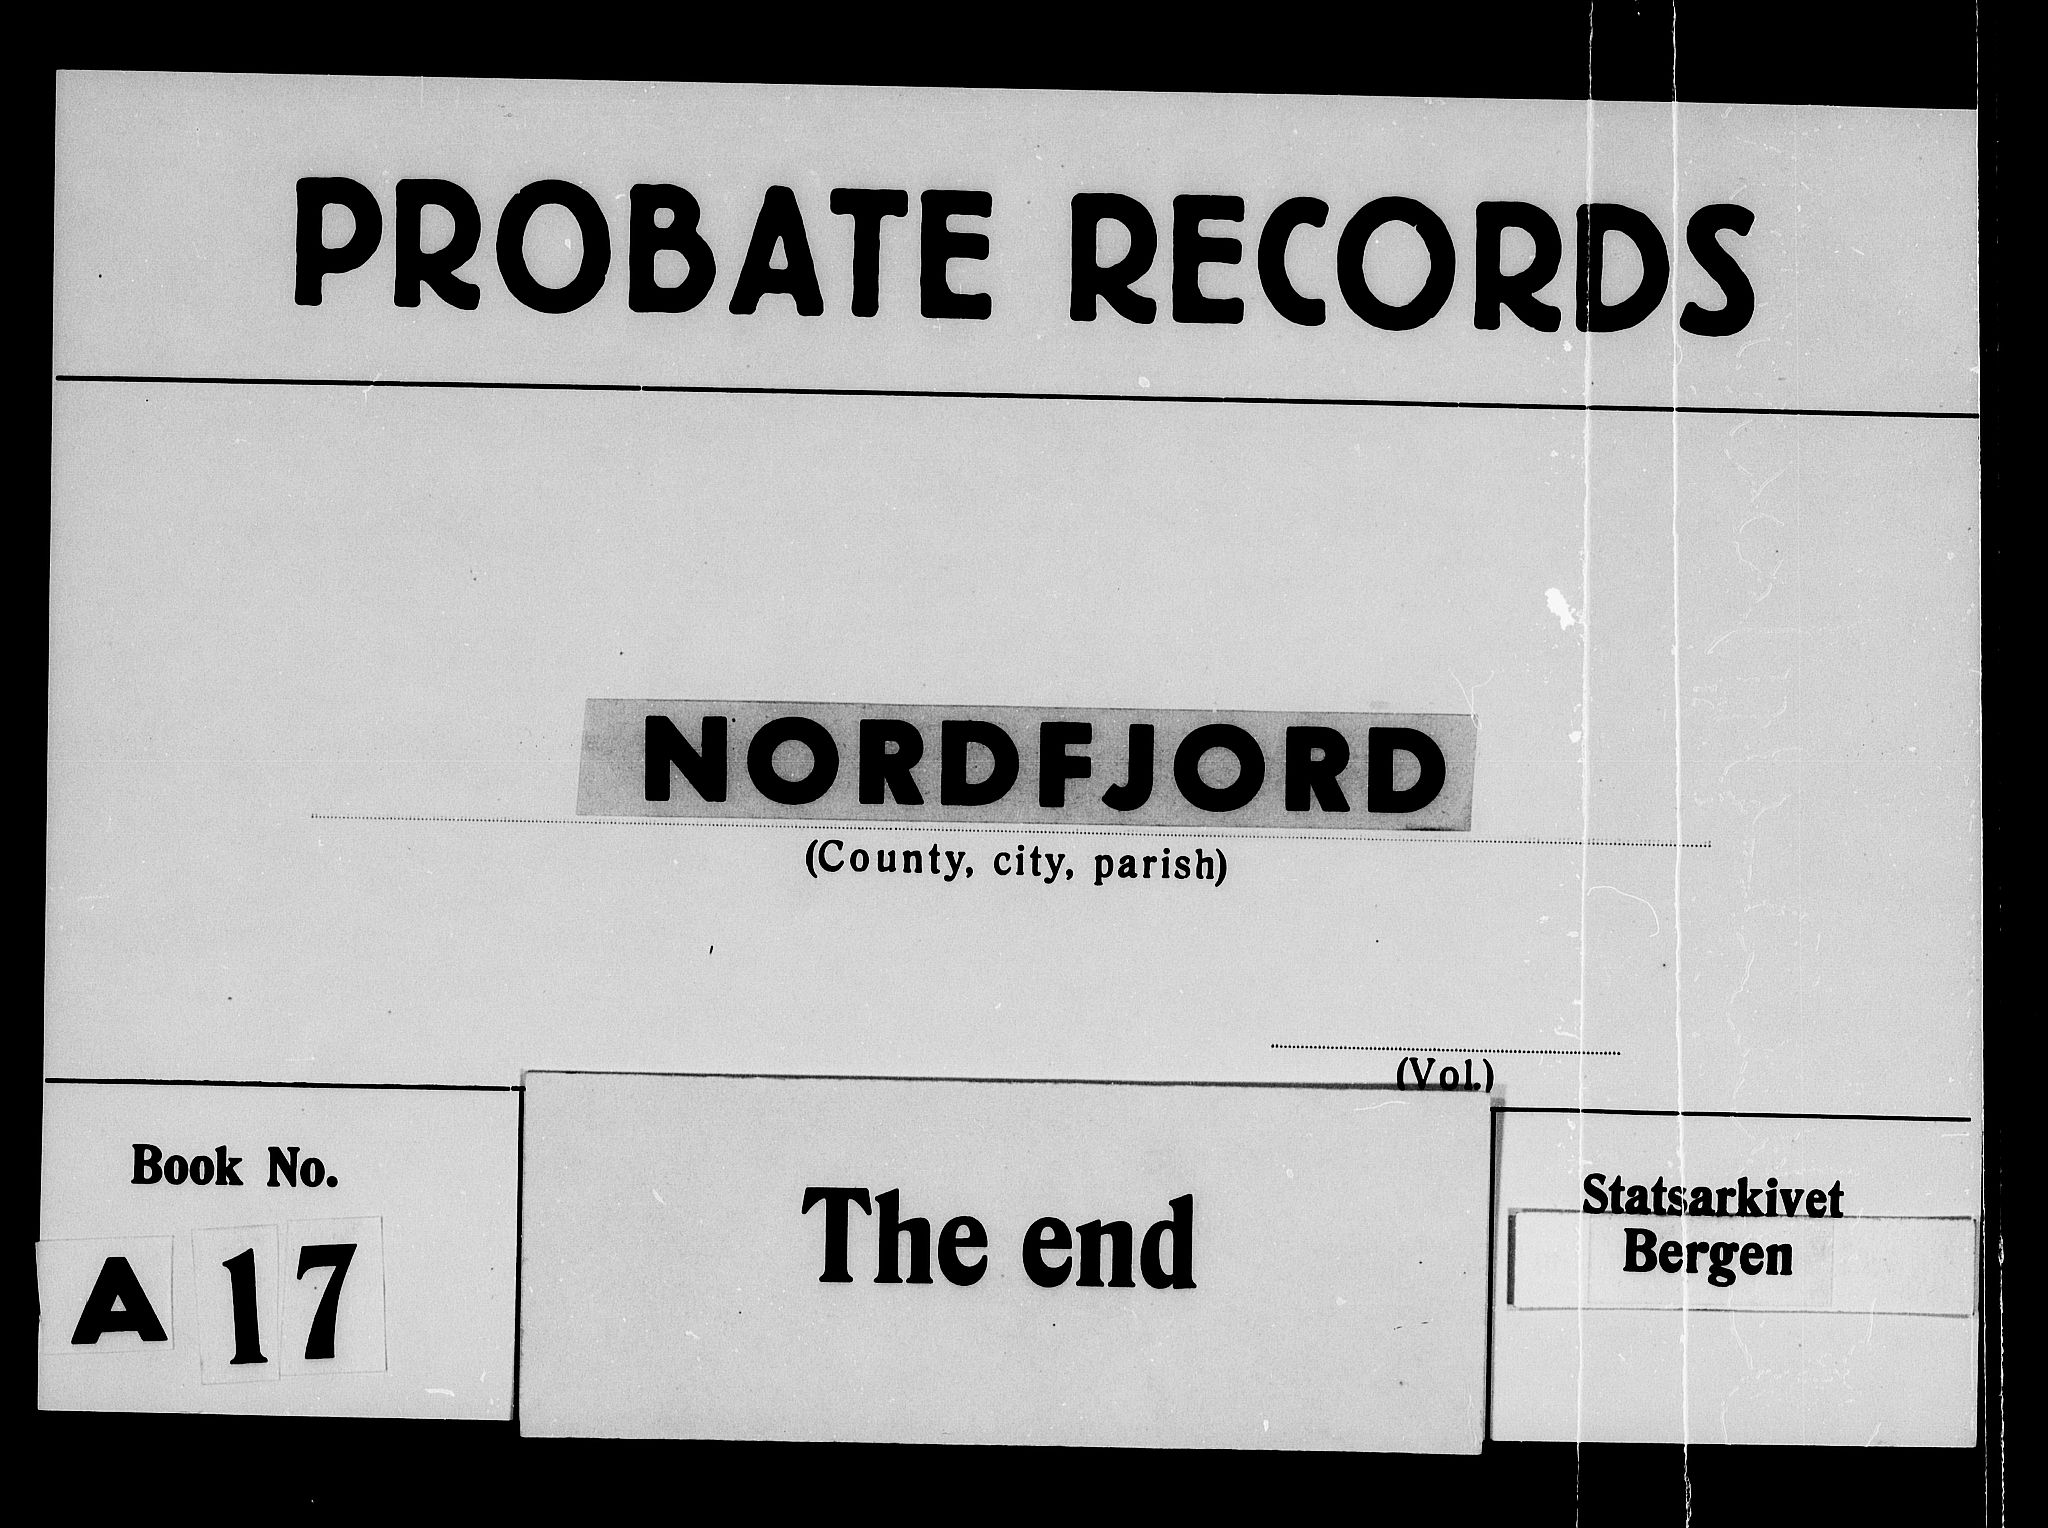 PROBATE RECORDS
NORDFJORD
(County, city, parish)
(Vol.)
Book No.
A 17
The end
Statsarkivet
Bergen